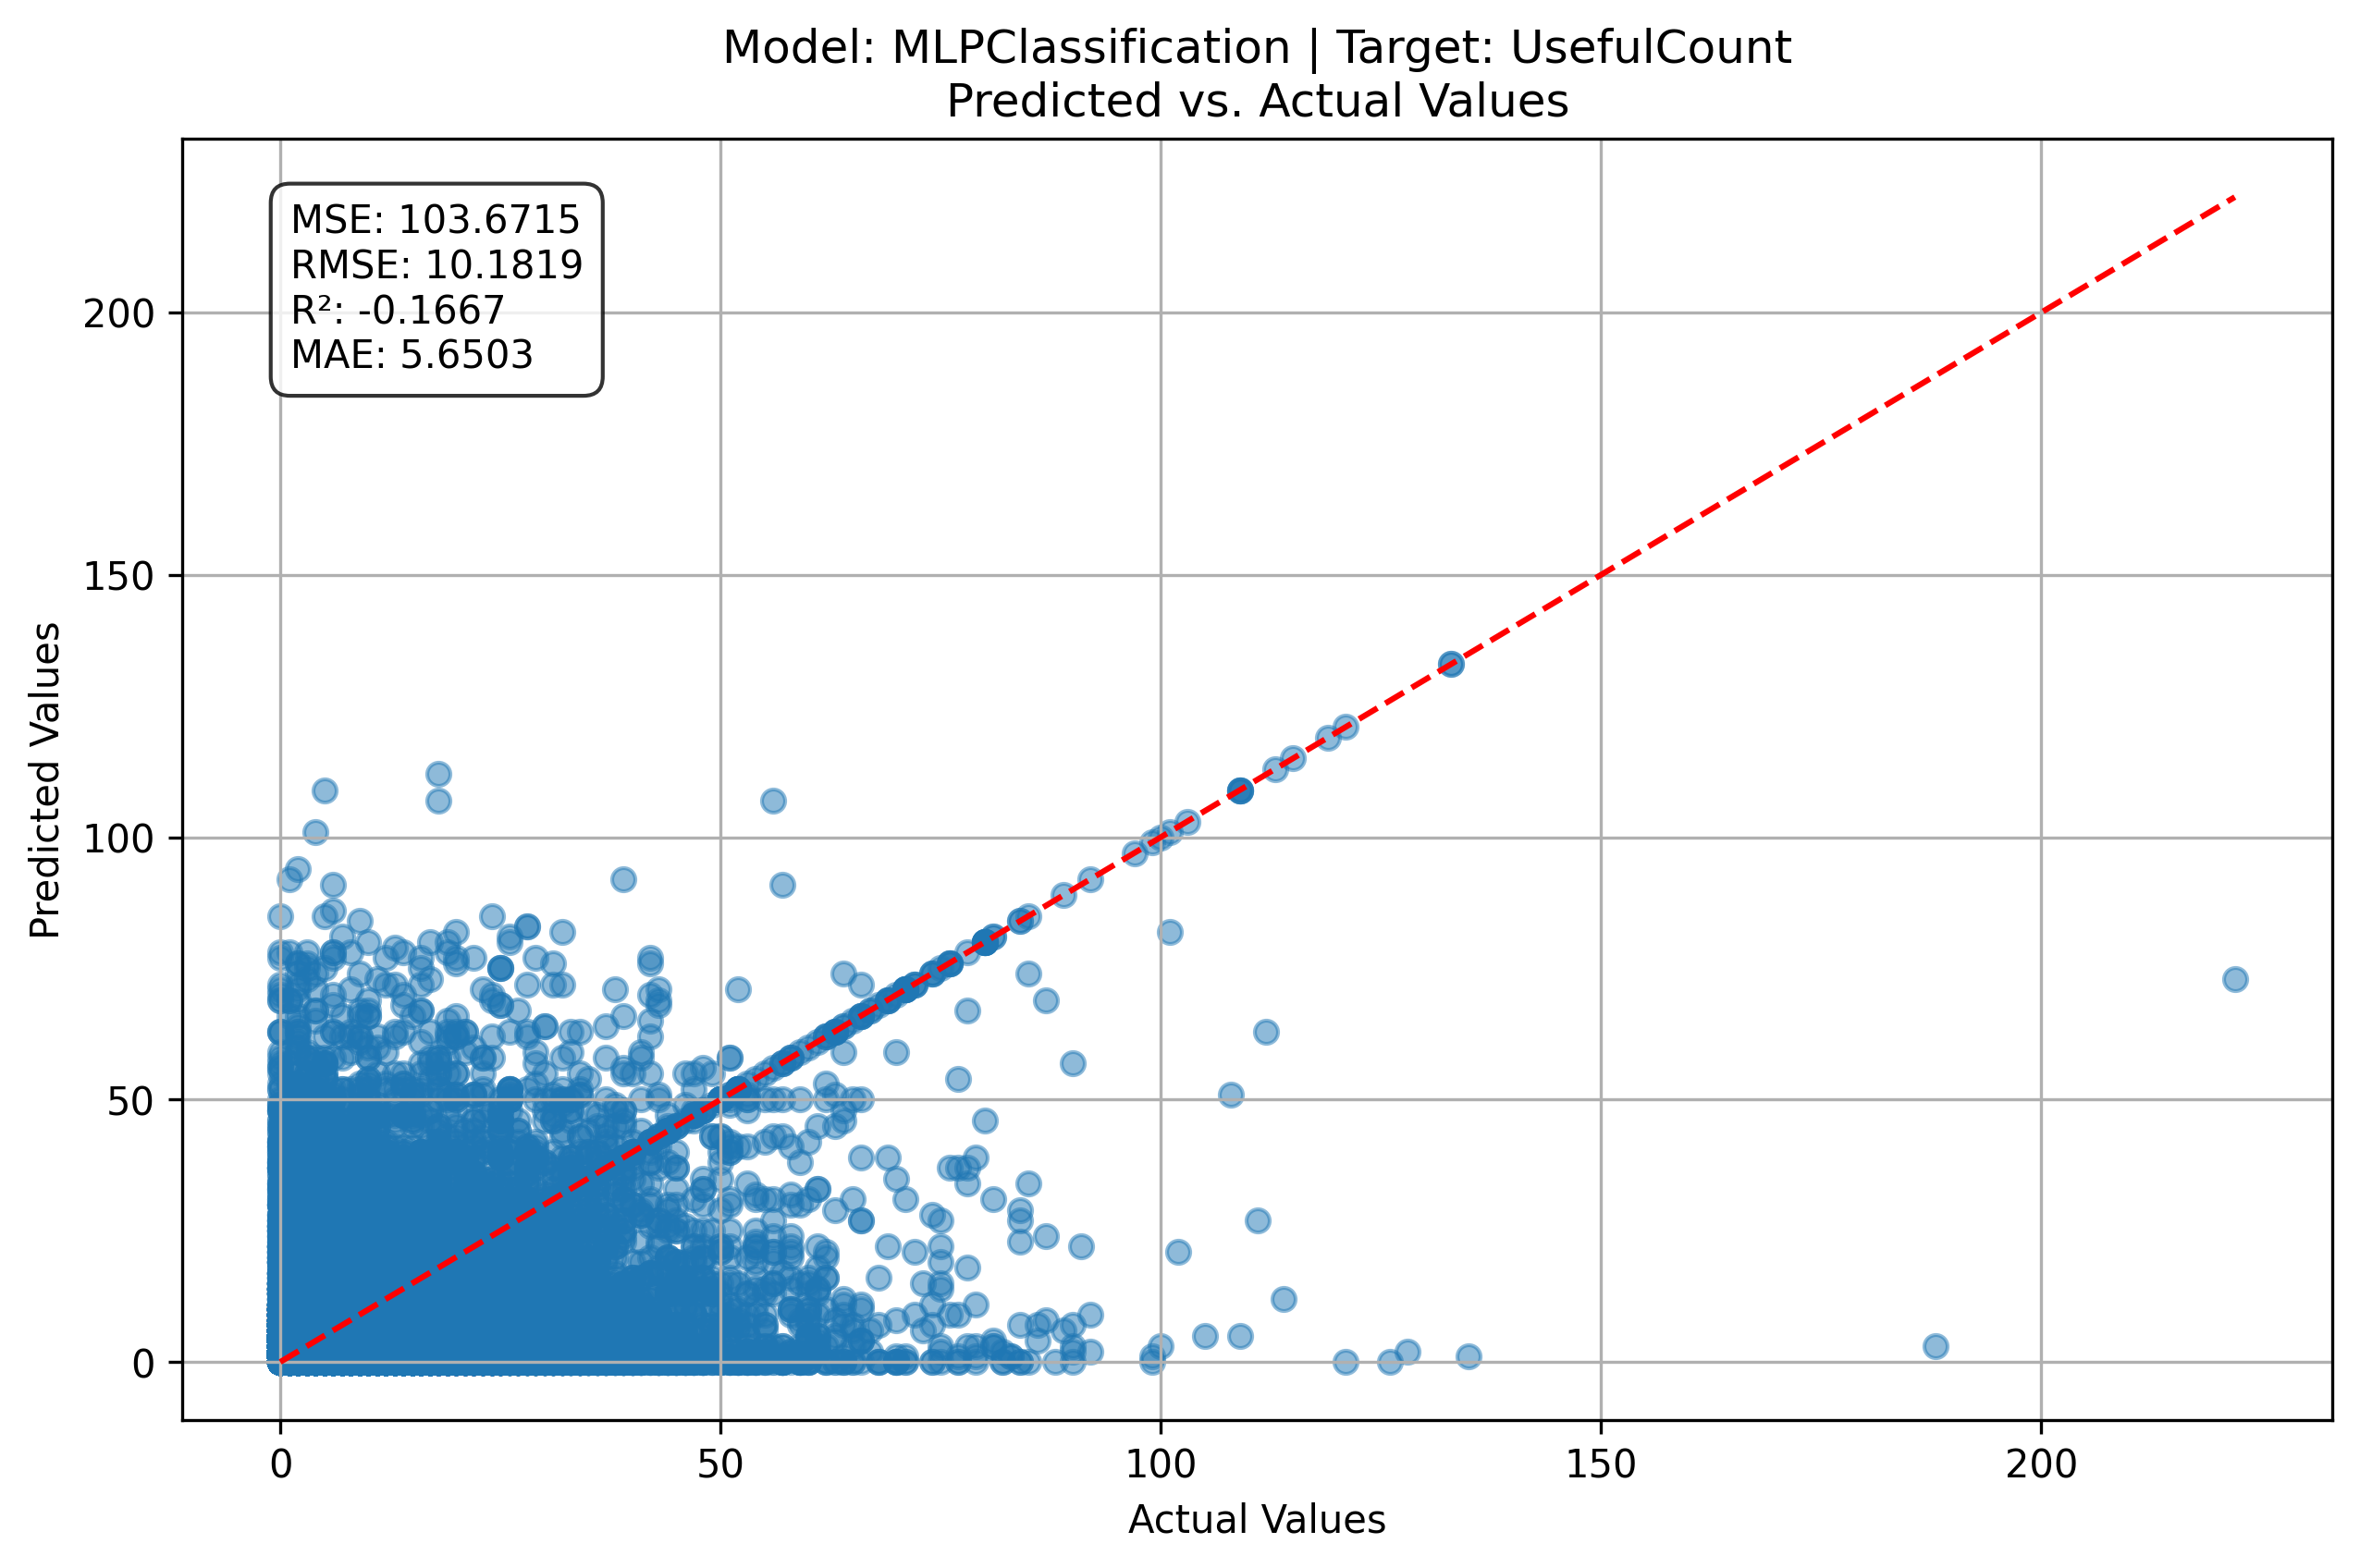 Model: MLPClassification | Target: UsefulCount
Predicted vs. Actual Values
MSE: 103.6715
RMSE: 10.1819
R²: -0.1667
MAE: 5.6503
Predicted Values
200
150
100
50
0
0
50
100
150
200
Actual Values